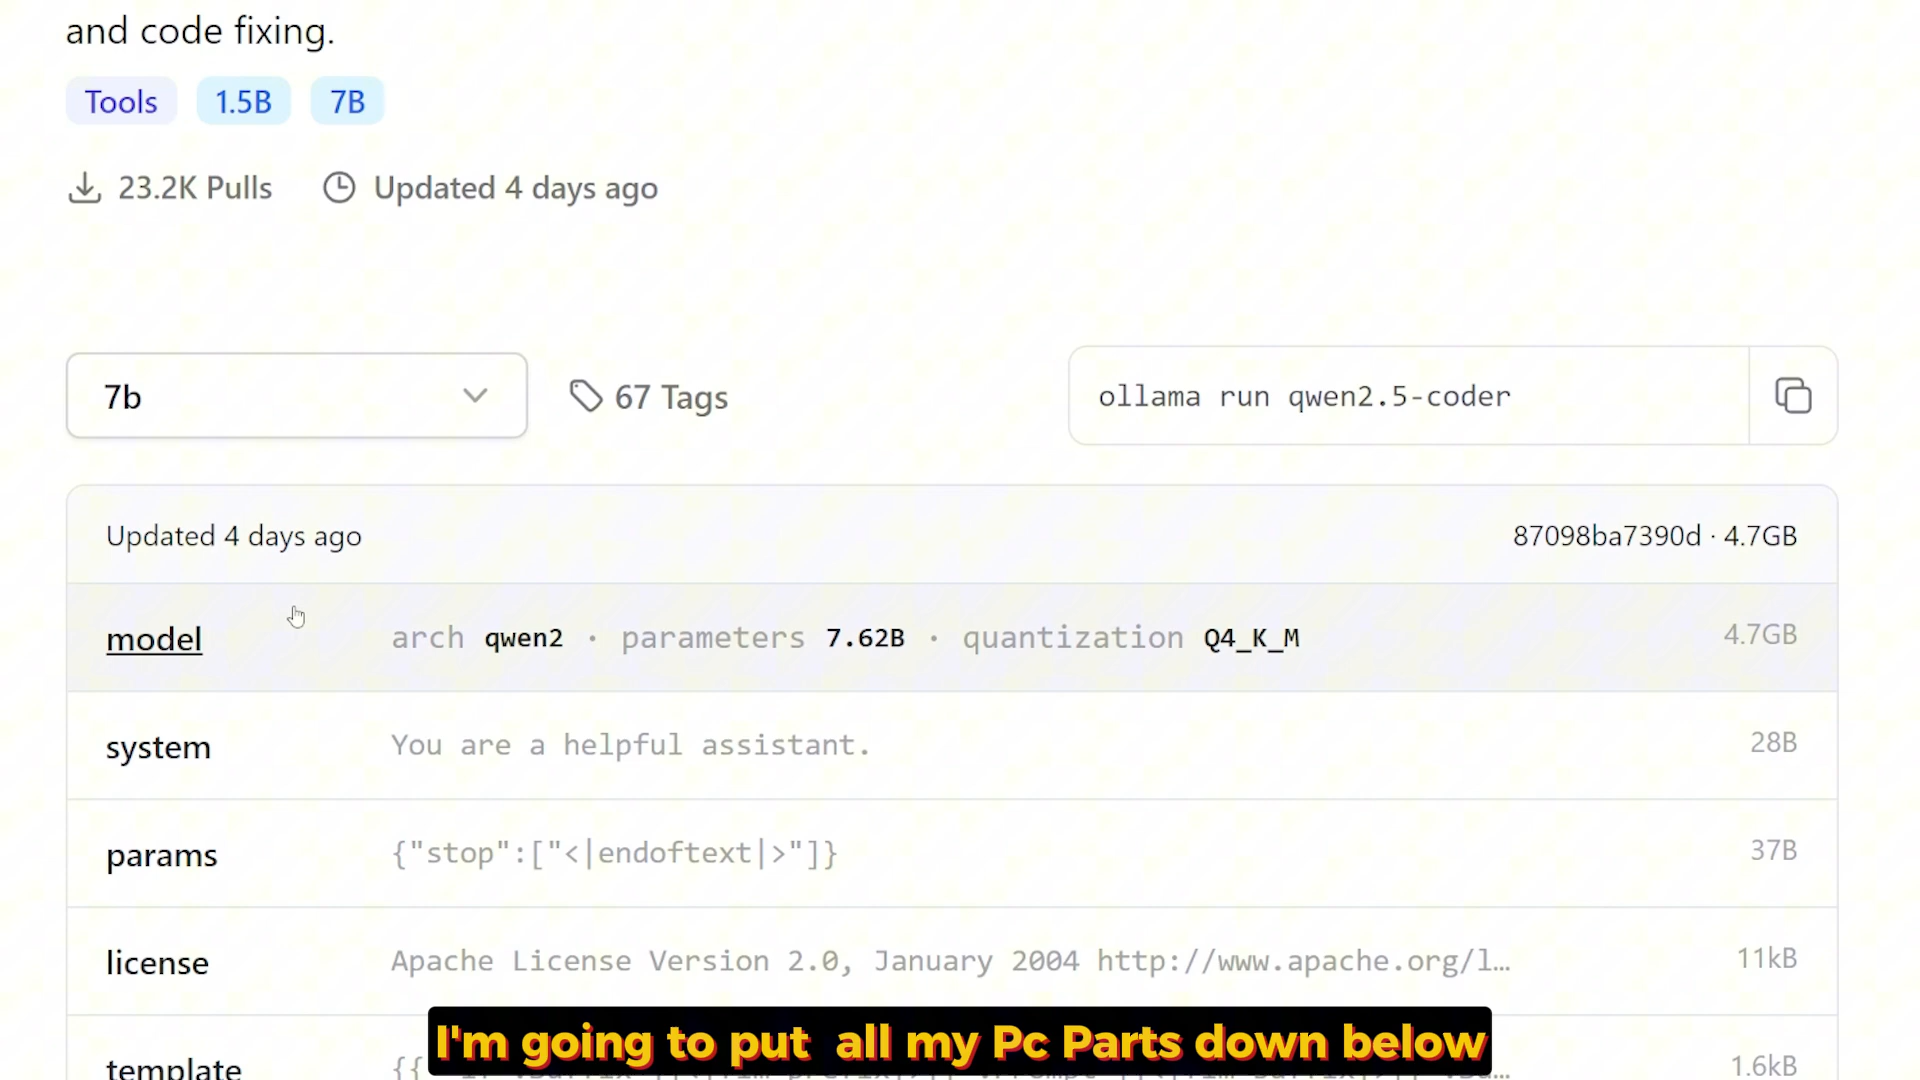 and code fixing.
Tools 1.5B 7B
23.2K Pulls Updated 4 days ago
7b 67 Tags ollama run qwen2.5-coder
Updated 4 days ago 87098ba7390d · 4.7GB
model arch qwen2 · parameters 7.62B · quantization Q4_K_M 4.7GB
system You are a helpful assistant. 28B
params {"stop":["<|endoftext|>"]} 37B
license Apache License Version 2.0, January 2004 http://www.apache.org/l… 11kB
template {{ 1.6kB
I'm going to put all my Pc Parts down below